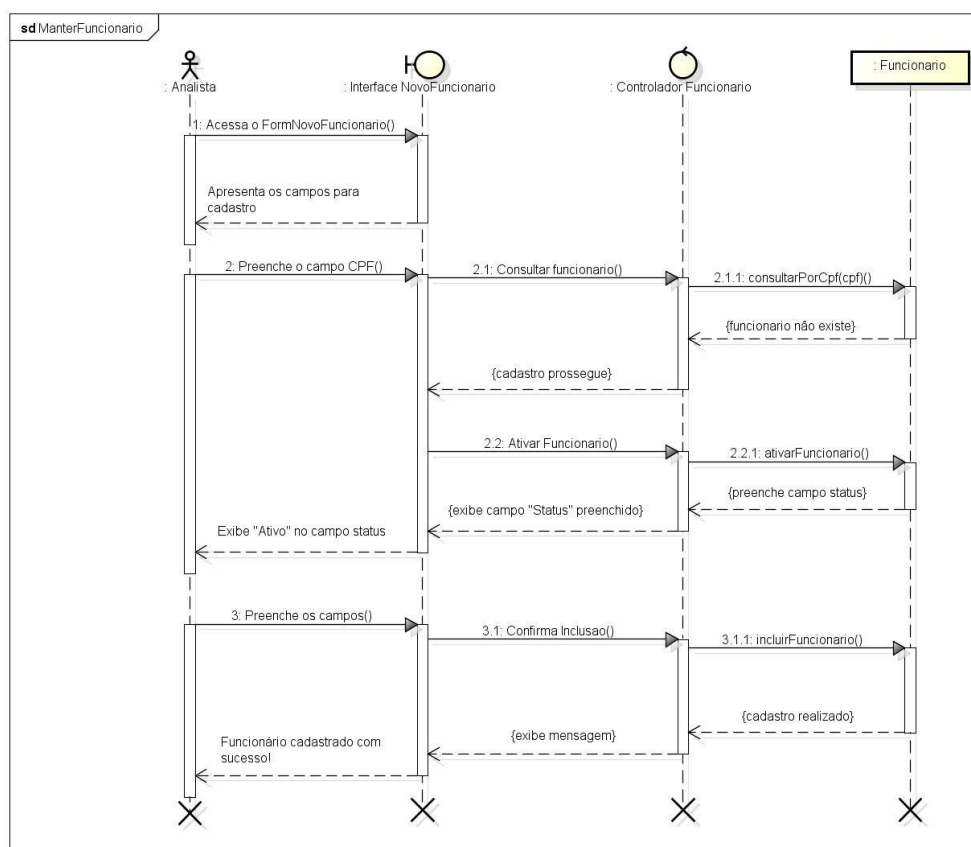 sd ManterFuncionario
: Analista
: Interface NovoFuncionario
: Controlador Funcionario
: Funcionario
1: Acessa o FormNovoFuncionario()
Apresenta os campos para
cadastro
2: Preenche o campo CPF()
2.1: Consultar funcionario()
2.1.1: consultarPorCpf(cpf)()
{funcionario não existe}
{cadastro prossegue}
2.2: Ativar Funcionario()
2.2.1: ativarFuncionario()
{preenche campo status}
{exibe campo "Status" preenchido}
Exibe "Ativo" no campo status
3: Preenche os campos()
3.1: Confirma Inclusao()
3.1.1: incluirFuncionario()
{cadastro realizado}
{exibe mensagem}
Funcionário cadastrado com
sucesso!